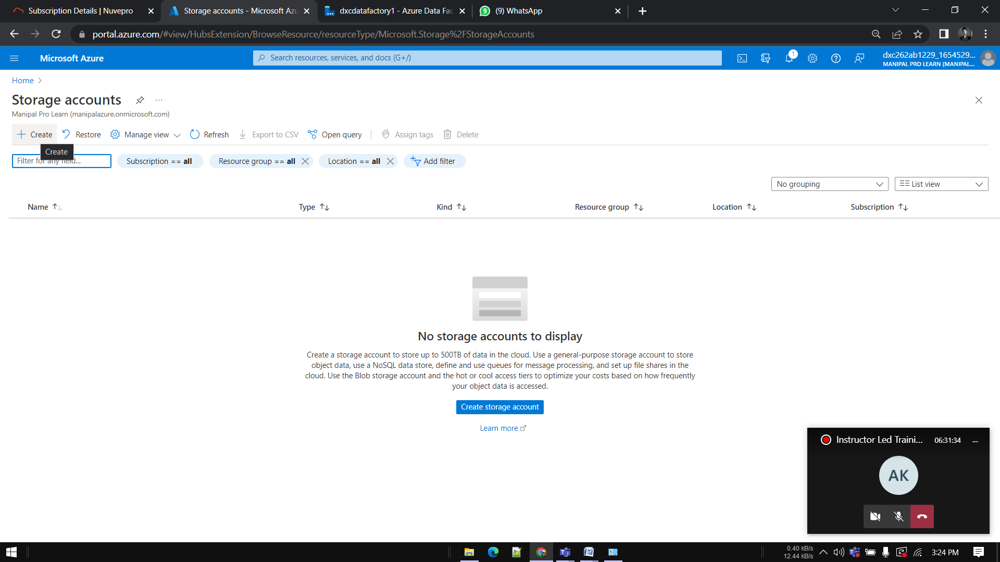 Subscription Details | Nuvepro
Storage accounts - Microsoft Azu
dxcdatafactory1 - Azure Data Fac
(9) WhatsApp
portal.azure.com/#view/HubsExtension/BrowseResource/resourceType/Microsoft.Storage%2FStorageAccounts
Microsoft Azure
Search resources, services, and docs (G+/)
1
dxc262ab1229_1654529...
MANIPAL PRO LEARN (MANIPAL...
Home
Storage accounts
Manipal Pro Learn (manipalazure.onmicrosoft.com)
Create
Restore
Manage view
Refresh
Export to CSV
Open query
Assign tags
Delete
Create
Filter for any field...
Subscription == all
Resource group == all
Location == all
Add filter
No grouping
List view
Name
Type
Kind
Resource group
Location
Subscription
No storage accounts to display
Create a storage account to store up to 500TB of data in the cloud. Use a general-purpose storage account to store
object data, use a NoSQL data store, define and use queues for message processing, and set up file shares in the
cloud. Use the Blob storage account and the hot or cool access tiers to optimize your costs based on how frequently
your object data is accessed.
Create storage account
Learn more
Instructor Led Traini...
06:31:34
AK
0.40 kB/s
12.44 kB/s
3:24 PM